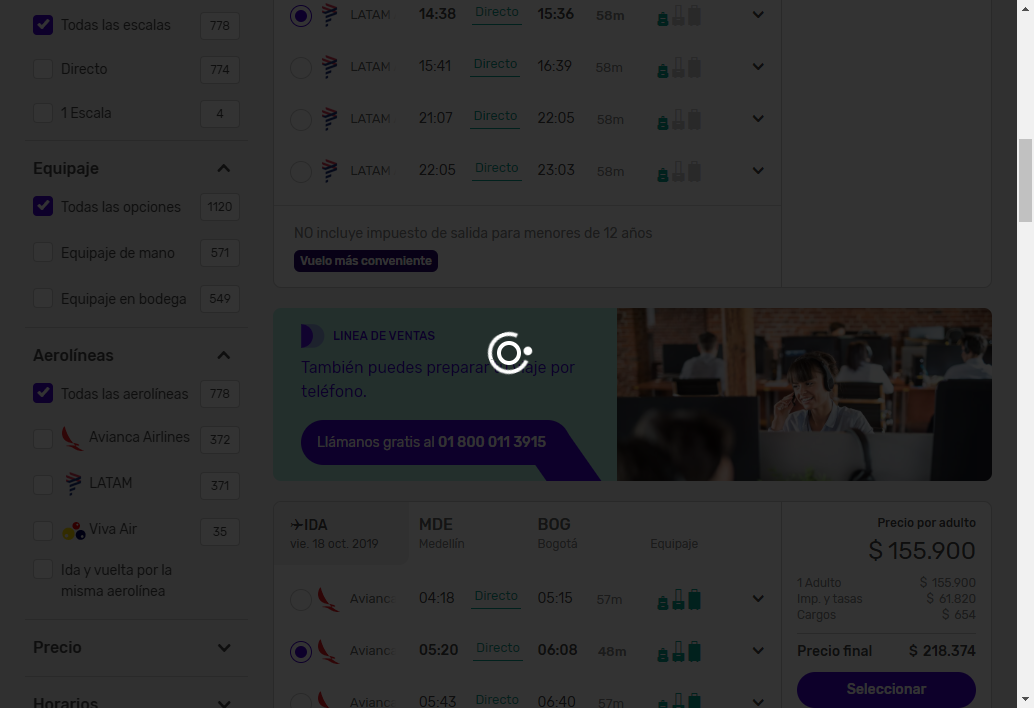 Todas las escalas 778
Directo 774
1 Escala 4
Equipaje
Todas las opciones 1120
Equipaje de mano 571
Equipaje en bodega 549
Aerolíneas
Todas las aerolíneas 778
Avianca Airlines 372
LATAM 371
Viva Air 35
Ida y vuelta por la
misma aerolínea
Precio
Horarios
LATAM 14:38 Directo 15:36 58m
LATAM 15:41 Directo 16:39 58m
LATAM 21:07 Directo 22:05 58m
LATAM 22:05 Directo 23:03 58m
NO incluye impuesto de salida para menores de 12 años
Vuelo más conveniente
LINEA DE VENTAS
También puedes preparar viaje por
teléfono.
Llámanos gratis al 01 800 011 3915
IDA MDE BOG
vie. 18 oct. 2019 Medellín Bogotá Equipaje
Avianca 04:18 Directo 05:15 57m
Avianca 05:20 Directo 06:08 48m
Avianca 05:43 Directo 06:40 57m
Precio por adulto
$ 155.900
1 Adulto $ 155.900
Imp. y tasas $ 61.820
Cargos $ 654
Precio final $ 218.374
Seleccionar